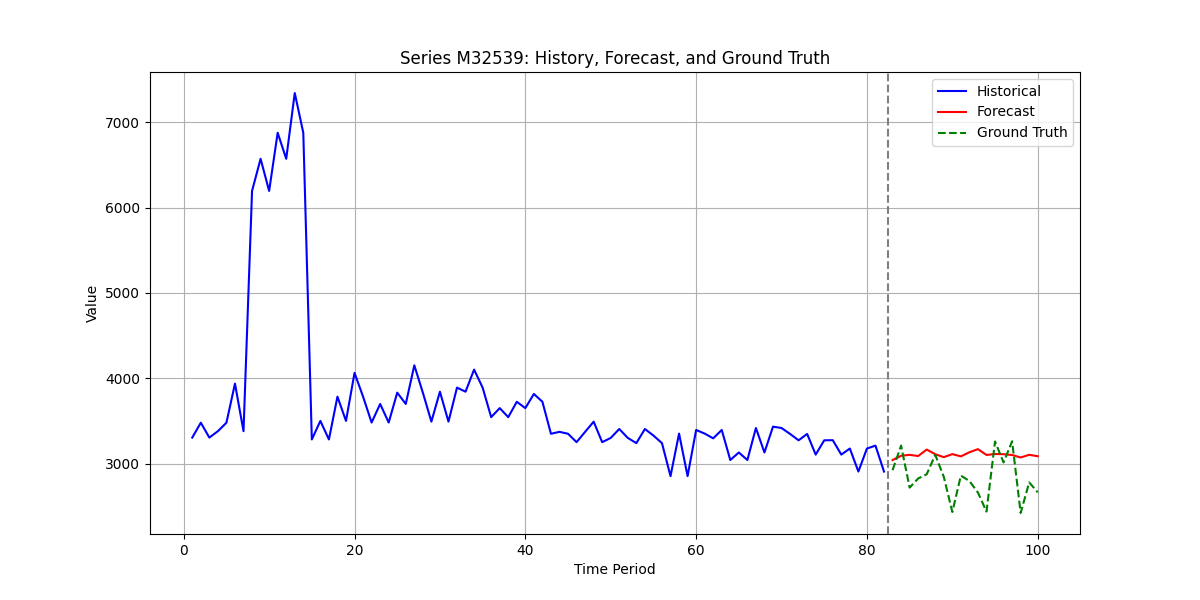 Series M32539: History, Forecast, and Ground Truth
Historical
Forecast
Ground Truth
7000
6000
5000
4000
3000
Value
0
20
40
60
80
100
Time Period